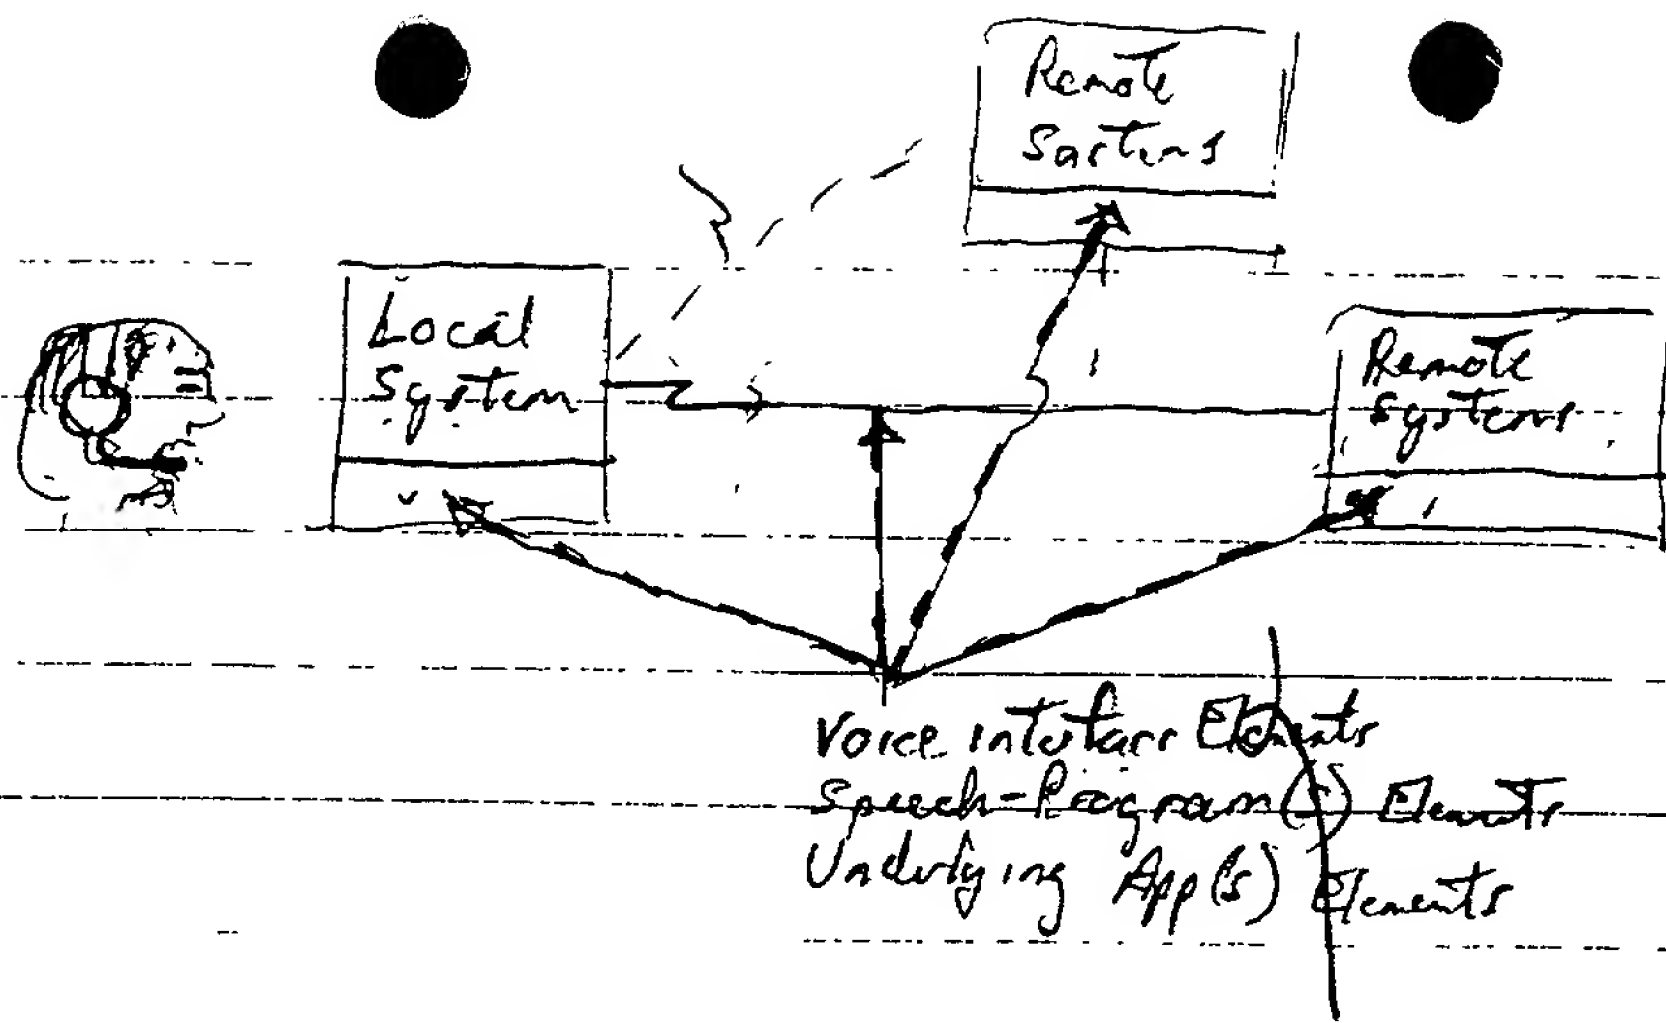 Remote
Systems
Local
System
Remote
Systems
Voice interface Elements
Speech-Program(s) Elements
Underlying App(s) Elements